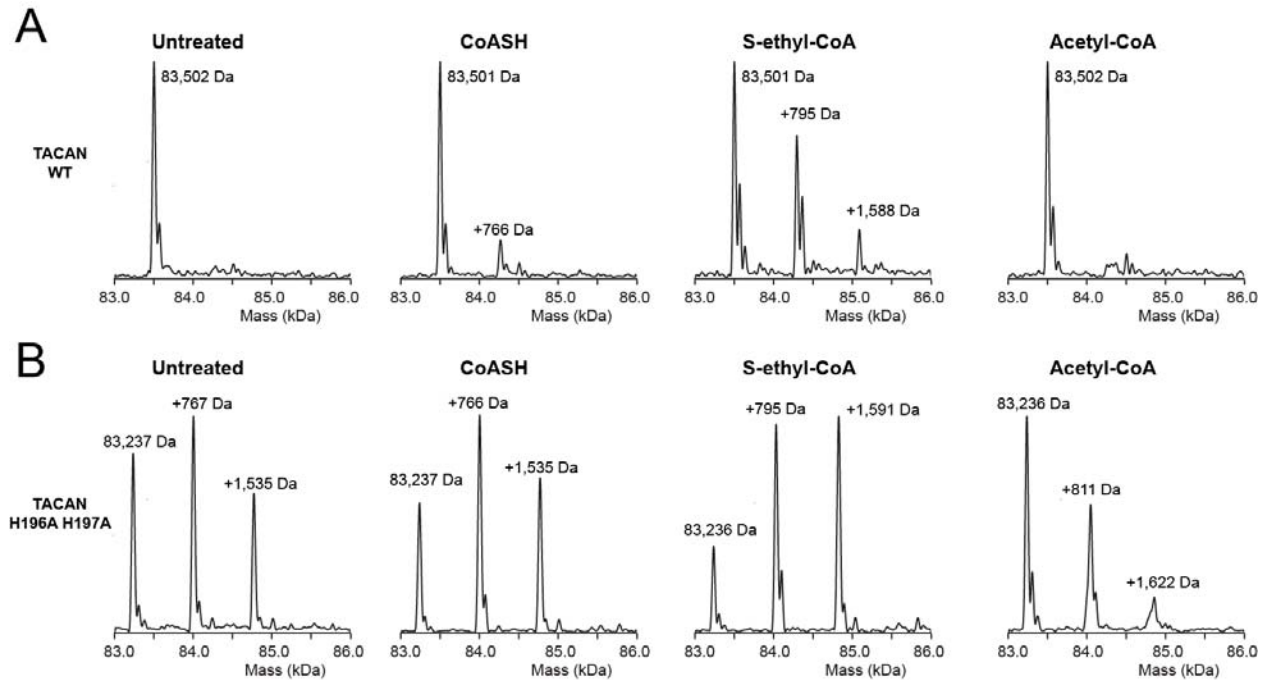 A
Untreated
CoASH
S-ethyl-CoA
Acetyl-CoA
TACAN
WT
83,502 Da
83.0 84.0 85.0 86.0
Mass (kDa)
83,501 Da
+766 Da
83.0 84.0 85.0 86.0
Mass (kDa)
83,501 Da
+795 Da
+1,588 Da
83.0 84.0 85.0 86.0
Mass (kDa)
83,502 Da
83.0 84.0 85.0 86.0
Mass (kDa)
B
Untreated
CoASH
S-ethyl-CoA
Acetyl-CoA
TACAN
H196A H197A
+767 Da
83,237 Da
+1,535 Da
83.0 84.0 85.0 86.0
Mass (kDa)
+766 Da
83,237 Da
+1,535 Da
83.0 84.0 85.0 86.0
Mass (kDa)
+795 Da
+1,591 Da
83,236 Da
83.0 84.0 85.0 86.0
Mass (kDa)
83,236 Da
+811 Da
+1,622 Da
83.0 84.0 85.0 86.0
Mass (kDa)